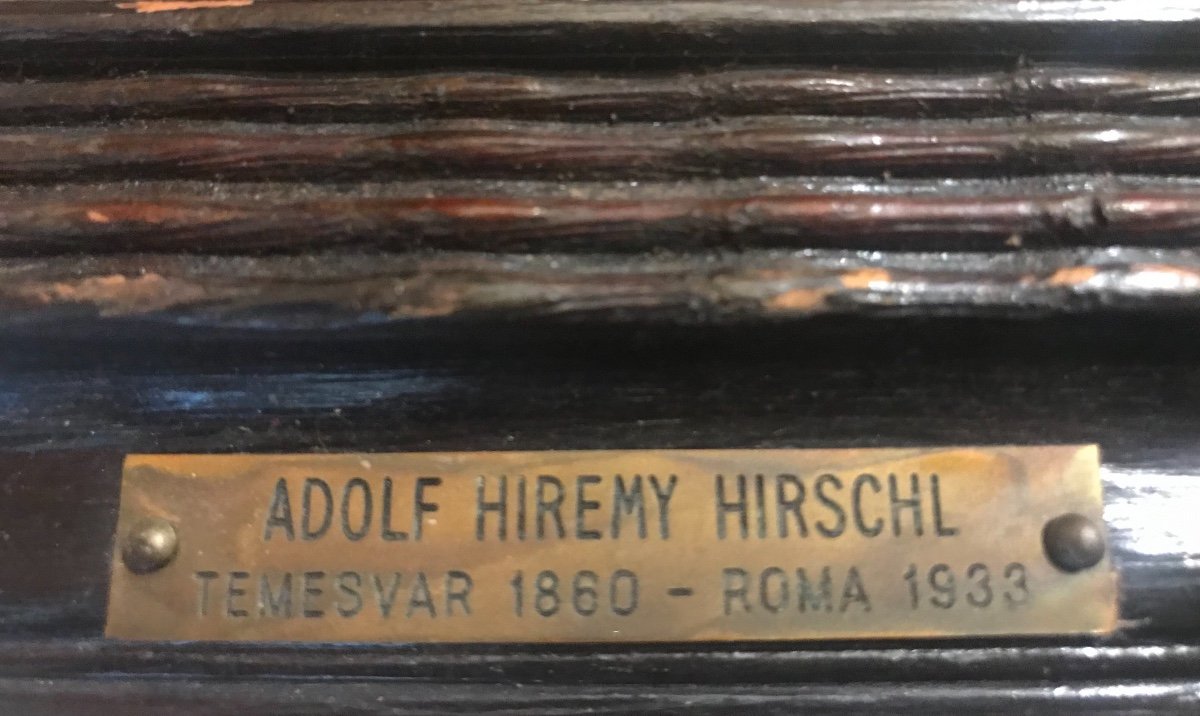 ADOLF HIREMY HIRSCHL
TEMESVAR 1860 - ROMA 1933